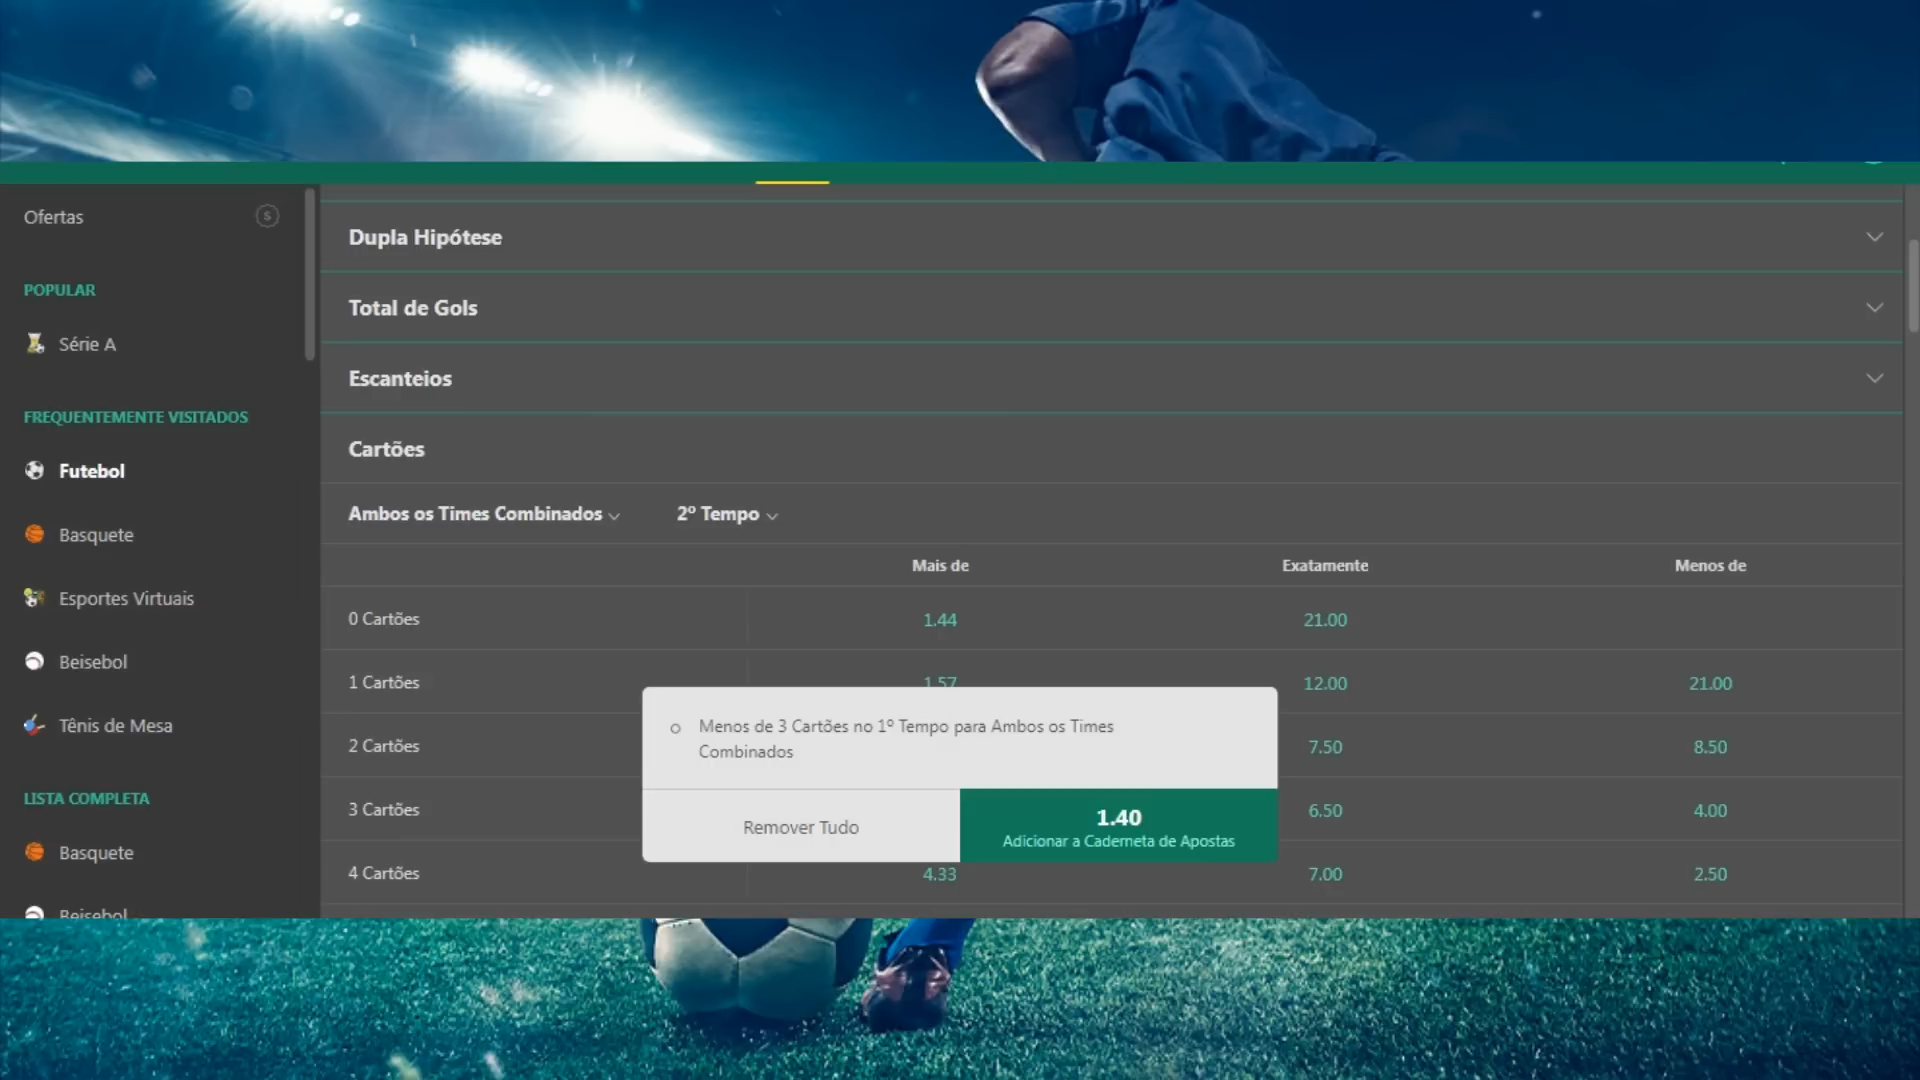 Ofertas
S
POPULAR
Série A
FREQUENTEMENTE VISITADOS
Futebol
Basquete
Esportes Virtuais
Beisebol
Tênis de Mesa
LISTA COMPLETA
Basquete
Beisebol
Dupla Hipótese
Total de Gols
Escanteios
Cartões
Ambos os Times Combinados 2º Tempo
Mais de Exatamente Menos de
0 Cartões 1.44 21.00
1 Cartões 1.57 12.00 21.00
2 Cartões 7.50 8.50
3 Cartões 6.50 4.00
4 Cartões 4.33 7.00 2.50
Menos de 3 Cartões no 1º Tempo para Ambos os Times
Combinados
Remover Tudo
1.40
Adicionar a Caderneta de Apostas